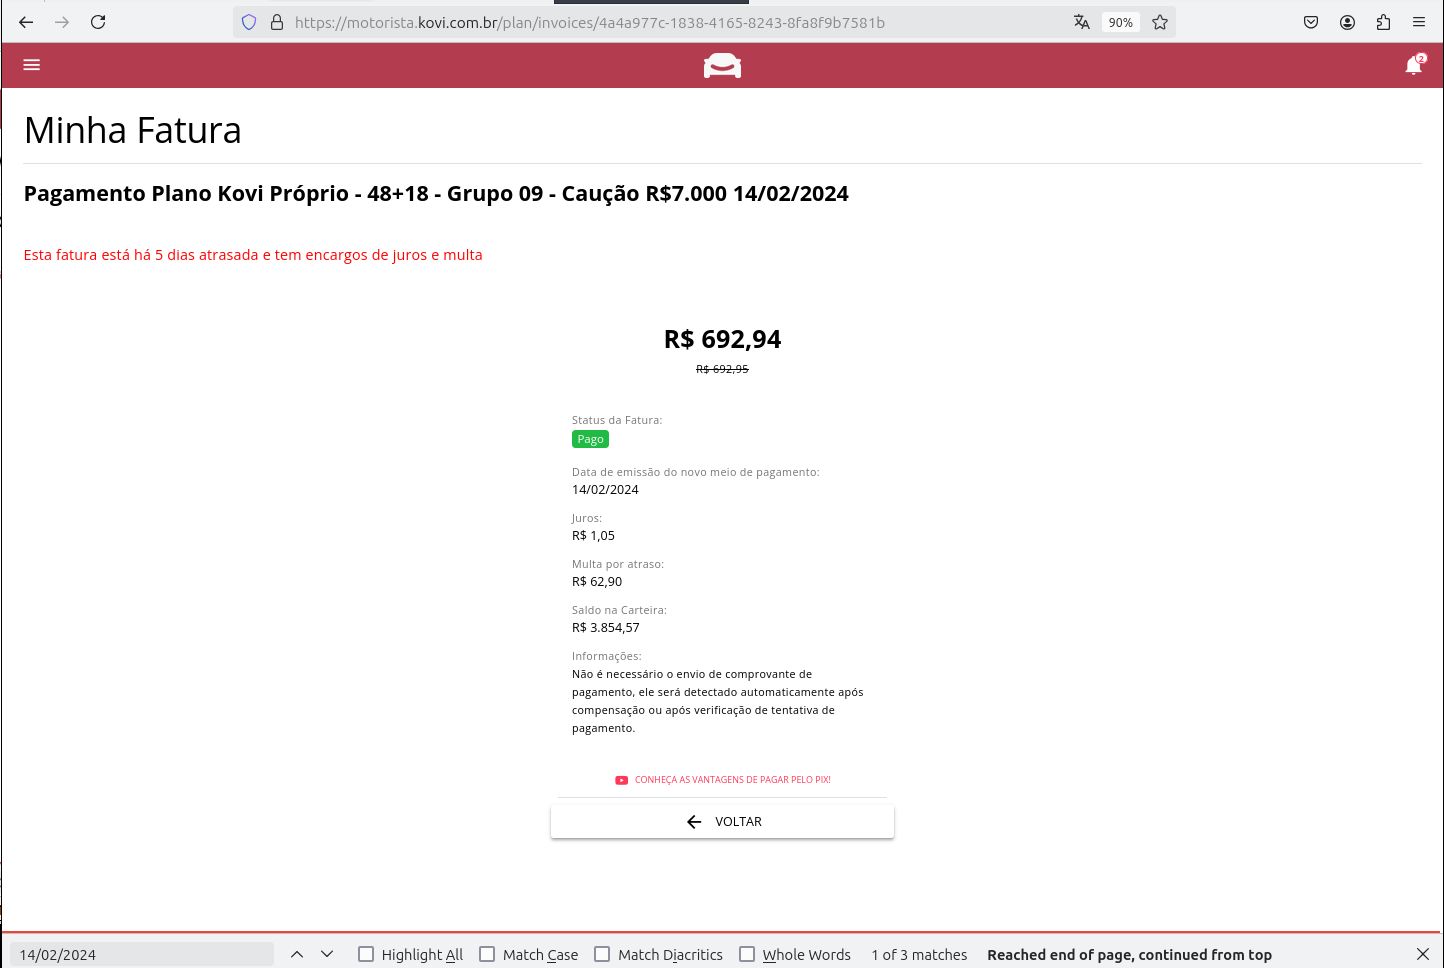 https://motorista.kovi.com.br/plan/invoices/4a4a977c-1838-4165-8243-8fa8f9b7581b
90%
2
Minha Fatura
Pagamento Plano Kovi Próprio - 48+18 - Grupo 09 - Caução R$7.000 14/02/2024
Esta fatura está há 5 dias atrasada e tem encargos de juros e multa
R$ 692,94
R$ 692,95
Status da Fatura:
Pago
Data de emissão do novo meio de pagamento:
14/02/2024
Juros:
R$ 1,05
Multa por atraso:
R$ 62,90
Saldo na Carteira:
R$ 3.854,57
Informações:
Não é necessário o envio de comprovante de
pagamento, ele será detectado automaticamente após
compensação ou após verificação de tentativa de
pagamento.
CONHEÇA AS VANTAGENS DE PAGAR PELO PIX!
VOLTAR
14/02/2024 Highlight All Match Case Match Diacritics Whole Words 1 of 3 matches Reached end of page, continued from top